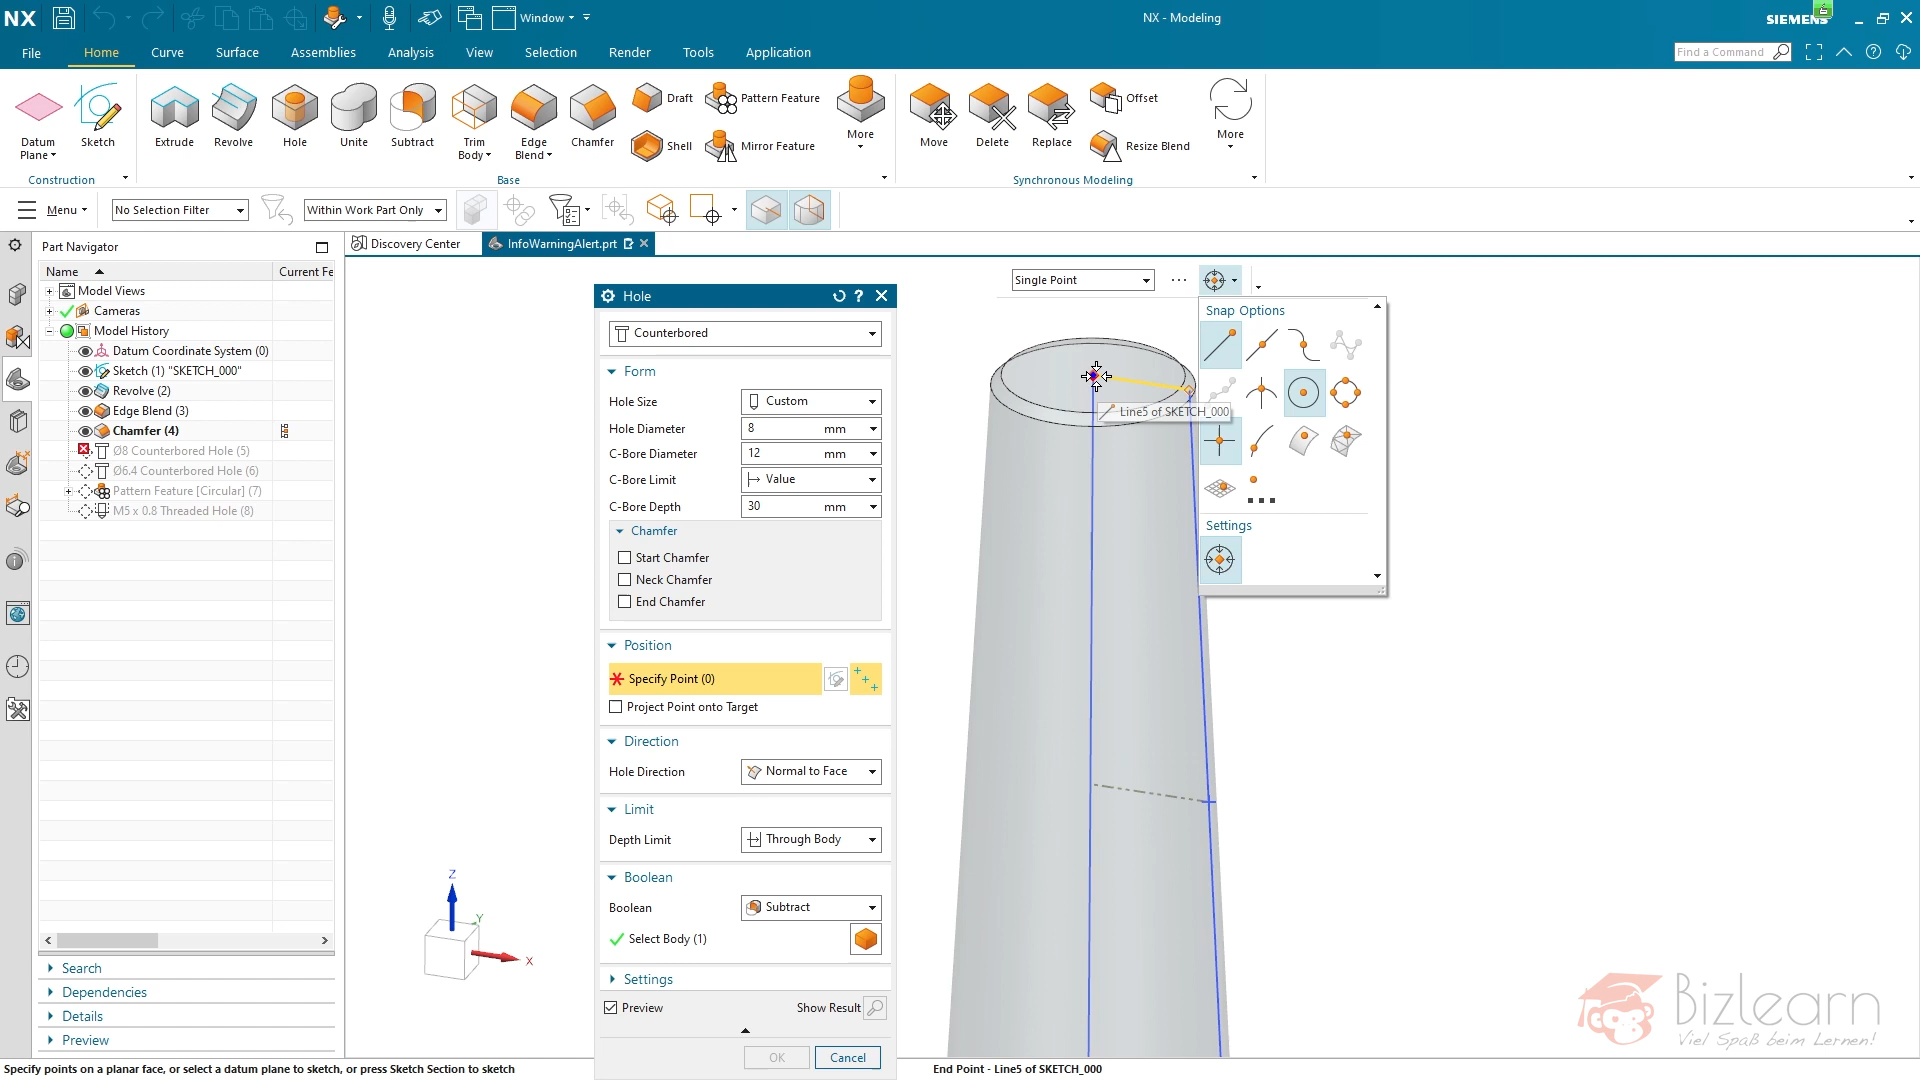 NX
Window
NX - Modeling
SIEMENS
File
Home
Curve
Surface
Assemblies
Analysis
View
Selection
Render
Tools
Application
Find a Command
Datum Plane
Sketch
Extrude
Revolve
Hole
Unite
Subtract
Trim Body
Edge Blend
Chamfer
Draft
Shell
Pattern Feature
Mirror Feature
More
Move
Delete
Replace
Offset
Resize Blend
More
Construction
Base
Synchronous Modeling
Menu
No Selection Filter
Within Work Part Only
Part Navigator
Discovery Center
InfoWarningAlert.prt
Name
Current Fe
Model Views
Cameras
Model History
Datum Coordinate System (0)
Sketch (1) "SKETCH_000"
Revolve (2)
Edge Blend (3)
Chamfer (4)
Ø8 Counterbored Hole (5)
Ø6.4 Counterbored Hole (6)
Pattern Feature [Circular] (7)
M5 x 0.8 Threaded Hole (8)
Search
Dependencies
Details
Preview
Hole
Counterbored
Form
Hole Size
Custom
Hole Diameter
8 mm
C-Bore Diameter
12 mm
C-Bore Limit
Value
C-Bore Depth
30 mm
Chamfer
Start Chamfer
Neck Chamfer
End Chamfer
Position
Specify Point (0)
Project Point onto Target
Direction
Hole Direction
Normal to Face
Limit
Depth Limit
Through Body
Boolean
Boolean
Subtract
Select Body (1)
Settings
Preview
Show Result
OK
Cancel
Single Point
Snap Options
Settings
Line5 of SKETCH_000
Z
Y
X
Bizlearn
Viel Spaß beim Lernen!
Specify points on a planar face, or select a datum plane to sketch, or press Sketch Section to sketch
End Point - Line5 of SKETCH_000